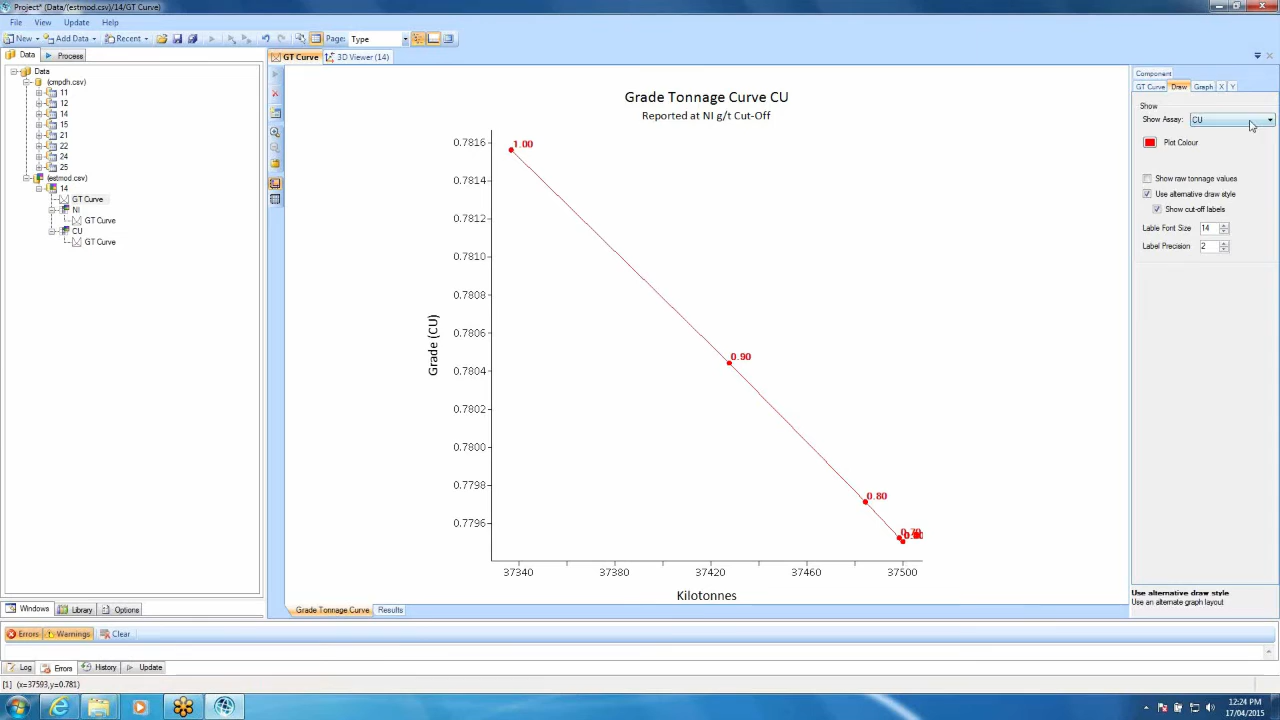 Project* (Data/(estmod.csv)/14/GT Curve)
File View Update Help
New Add Data Recent Page: Type
Data Process
GT Curve 3D Viewer (14)
Data
(cmpdh.csv)
11
12
14
15
21
22
24
25
(estmod.csv)
14
GT Curve
NI
GT Curve
CU
GT Curve
Windows Library Options
Grade Tonnage Curve CU
Reported at NI g/t Cut-Off
0.7816
0.7814
0.7812
0.7810
0.7808
0.7806
0.7804
0.7802
0.7800
0.7798
0.7796
Grade (CU)
1.00
0.90
0.80
37340 37380 37420 37460 37500
Kilotonnes
Grade Tonnage Curve Results
Component
GT Curve Draw Graph X Y
Show
Show Assay: CU
Plot Colour
Show raw tonnage values
Use alternative draw style
Show cut-off labels
Lable Font Size 14
Label Precision 2
Use alternative draw style
Use an alternate graph layout
Errors Warnings Clear
Log Errors History Update
[1] (x=37593,y=0.781)
12:24 PM
17/04/2015